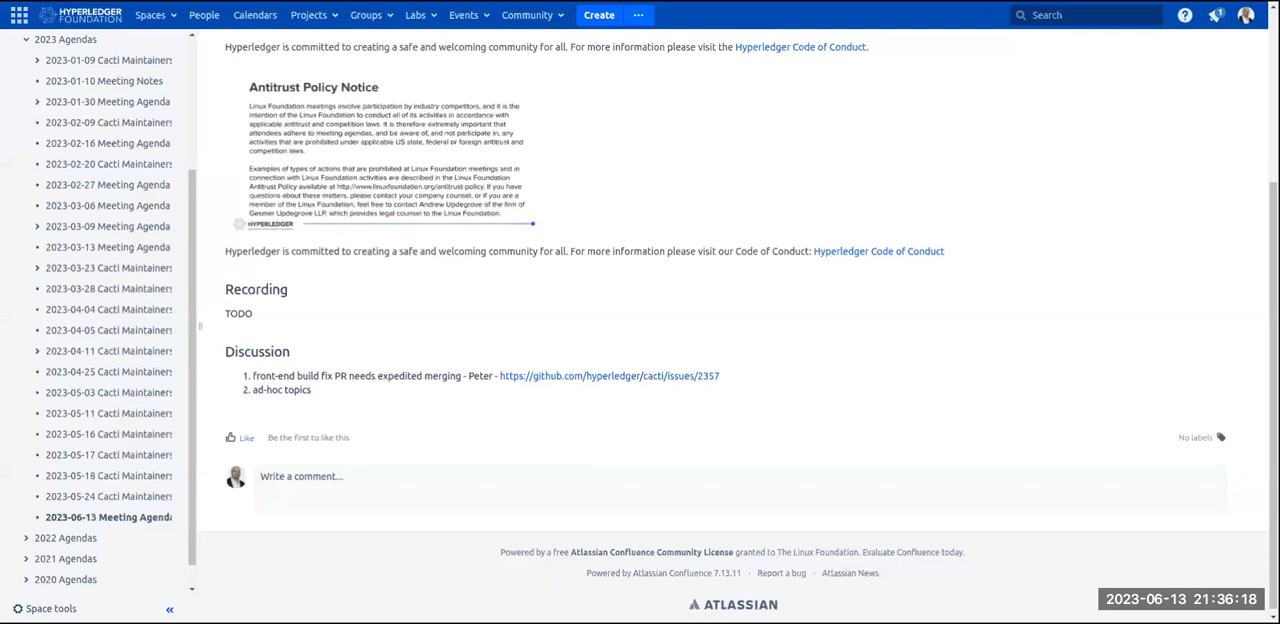 HYPERLEDGER FOUNDATION Spaces People Calendars Projects Groups Labs Events Community Create ··· Search 1
2023 Agendas
2023-01-09 Cacti Maintainers
2023-01-10 Meeting Notes
2023-01-30 Meeting Agenda
2023-02-09 Cacti Maintainers
2023-02-16 Meeting Agenda
2023-02-20 Cacti Maintainers
2023-02-27 Meeting Agenda
2023-03-06 Meeting Agenda
2023-03-09 Meeting Agenda
2023-03-13 Meeting Agenda
2023-03-23 Cacti Maintainers
2023-03-28 Cacti Maintainers
2023-04-04 Cacti Maintainers
2023-04-05 Cacti Maintainers
2023-04-11 Cacti Maintainers
2023-04-25 Cacti Maintainers
2023-05-03 Cacti Maintainers
2023-05-11 Cacti Maintainers
2023-05-16 Cacti Maintainers
2023-05-17 Cacti Maintainers
2023-05-18 Cacti Maintainers
2023-05-24 Cacti Maintainers
2023-06-13 Meeting Agenda
2022 Agendas
2021 Agendas
2020 Agendas
Space tools «
Hyperledger is committed to creating a safe and welcoming community for all. For more information please visit the Hyperledger Code of Conduct.
Antitrust Policy Notice
Linux Foundation meetings involve participation by industry competitors, and it is the
intention of the Linux Foundation to conduct all of its activities in accordance with
applicable antitrust and competition laws. It is therefore extremely important that
attendees adhere to meeting agendas, and be aware of, and not participate in, any
activities that are prohibited under applicable US state, federal or foreign antitrust and
competition laws.
Examples of types of actions that are prohibited at Linux Foundation meetings and in
connection with Linux Foundation activities are described in the Linux Foundation
Antitrust Policy available at http://www.linuxfoundation.org/antitrust-policy. If you have
questions about these matters, please contact your company counsel, or if you are a
member of the Linux Foundation, feel free to contact Andrew Updegrove of the firm of
Gesmer Updegrove LLP, which provides legal counsel to the Linux Foundation.
HYPERLEDGER
Hyperledger is committed to creating a safe and welcoming community for all. For more information please visit our Code of Conduct: Hyperledger Code of Conduct
Recording
TODO
Discussion
1. front-end build fix PR needs expedited merging - Peter - https://github.com/hyperledger/cacti/issues/2357
2. ad-hoc topics
Like Be the first to like this No labels
Write a comment...
Powered by a free Atlassian Confluence Community License granted to The Linux Foundation. Evaluate Confluence today.
Powered by Atlassian Confluence 7.13.11 · Report a bug · Atlassian News
ATLASSIAN
2023-06-13 21:36:18